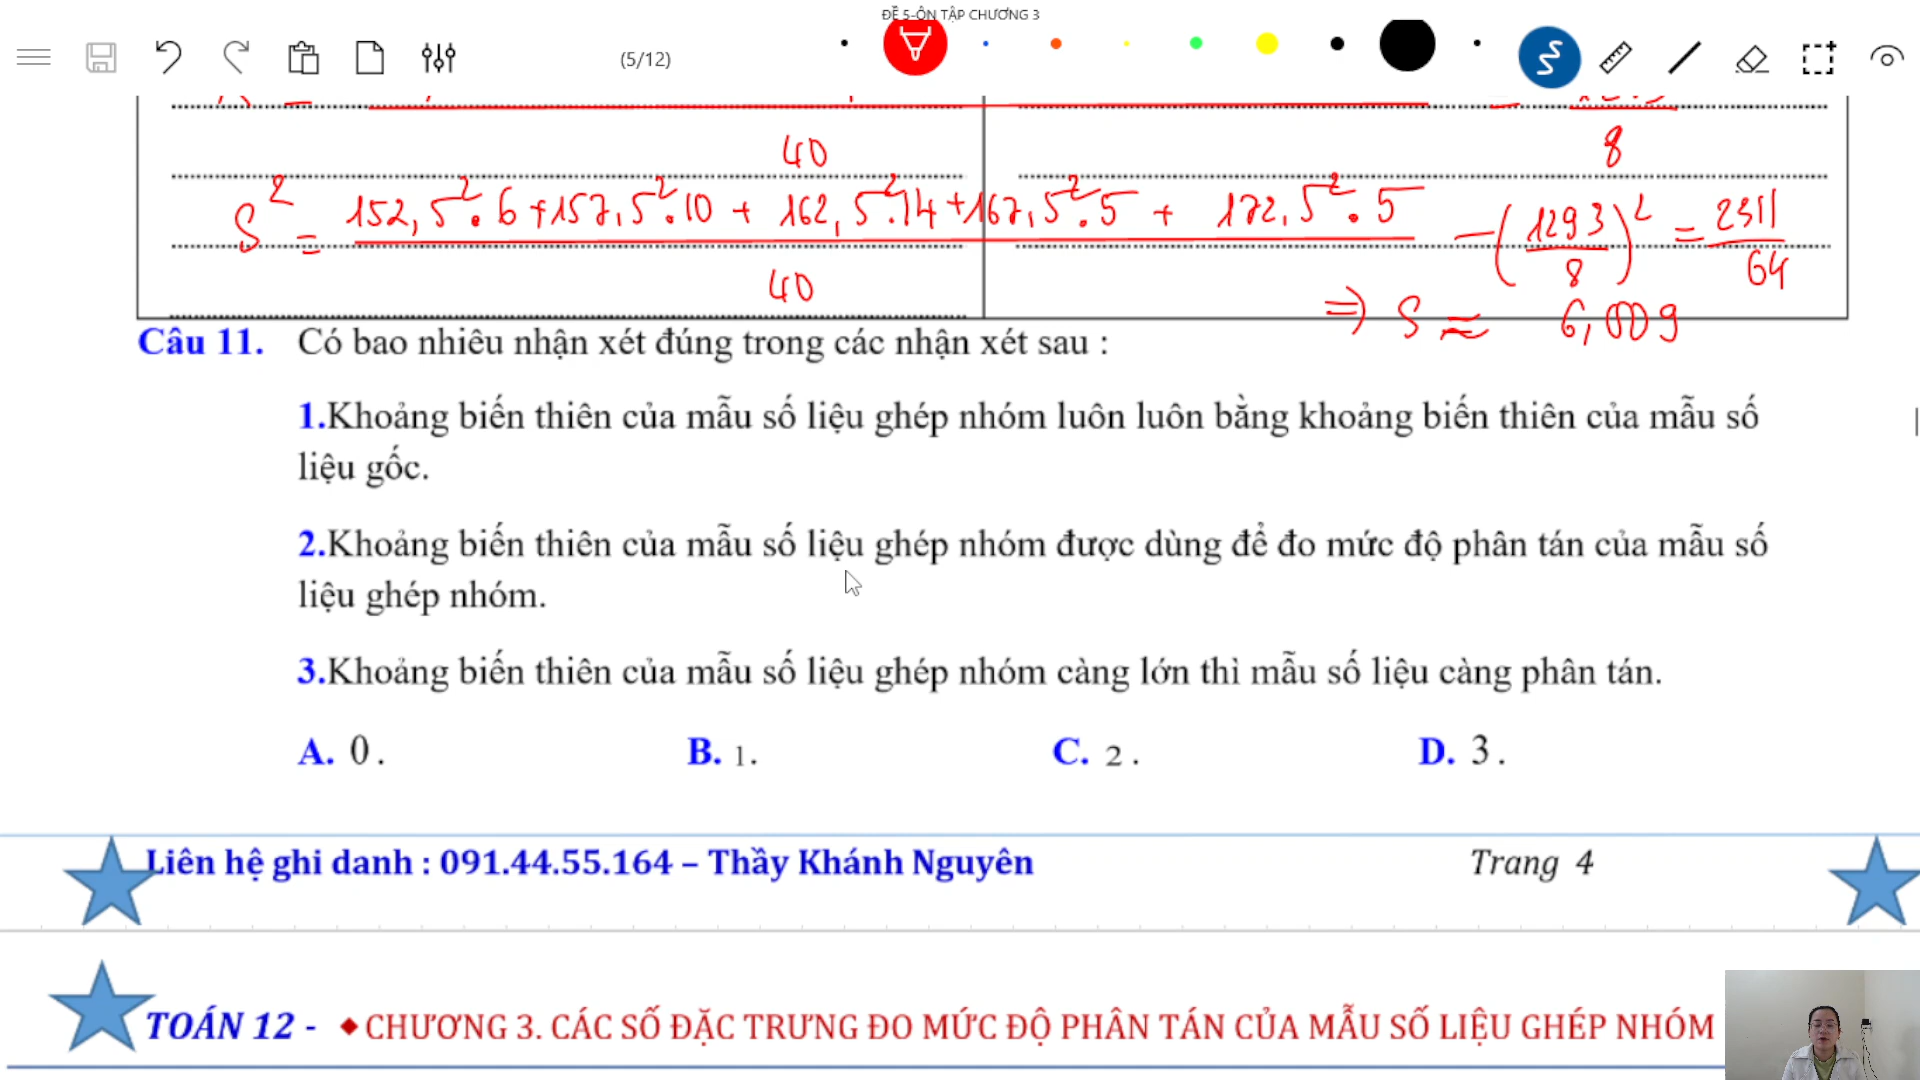 ĐỀ 5-ÔN TẬP CHƯƠNG 3
(5/12)
40
8
S² = 152,5².6+157,5².10 + 162,5².14+167,5².5 + 172,5².5 - (1293/8)² = 2311/64
40
=> S ≈ 6,009
Câu 11. Có bao nhiêu nhận xét đúng trong các nhận xét sau :
1.Khoảng biến thiên của mẫu số liệu ghép nhóm luôn luôn bằng khoảng biến thiên của mẫu số
liệu gốc.
2.Khoảng biến thiên của mẫu số liệu ghép nhóm được dùng để đo mức độ phân tán của mẫu số
liệu ghép nhóm.
3.Khoảng biến thiên của mẫu số liệu ghép nhóm càng lớn thì mẫu số liệu càng phân tán.
A. 0 . B. 1. C. 2 . D. 3 .
Liên hệ ghi danh : 091.44.55.164 – Thầy Khánh Nguyên Trang 4
TOÁN 12 - ◆ CHƯƠNG 3. CÁC SỐ ĐẶC TRƯNG ĐO MỨC ĐỘ PHÂN TÁN CỦA MẪU SỐ LIỆU GHÉP NHÓM